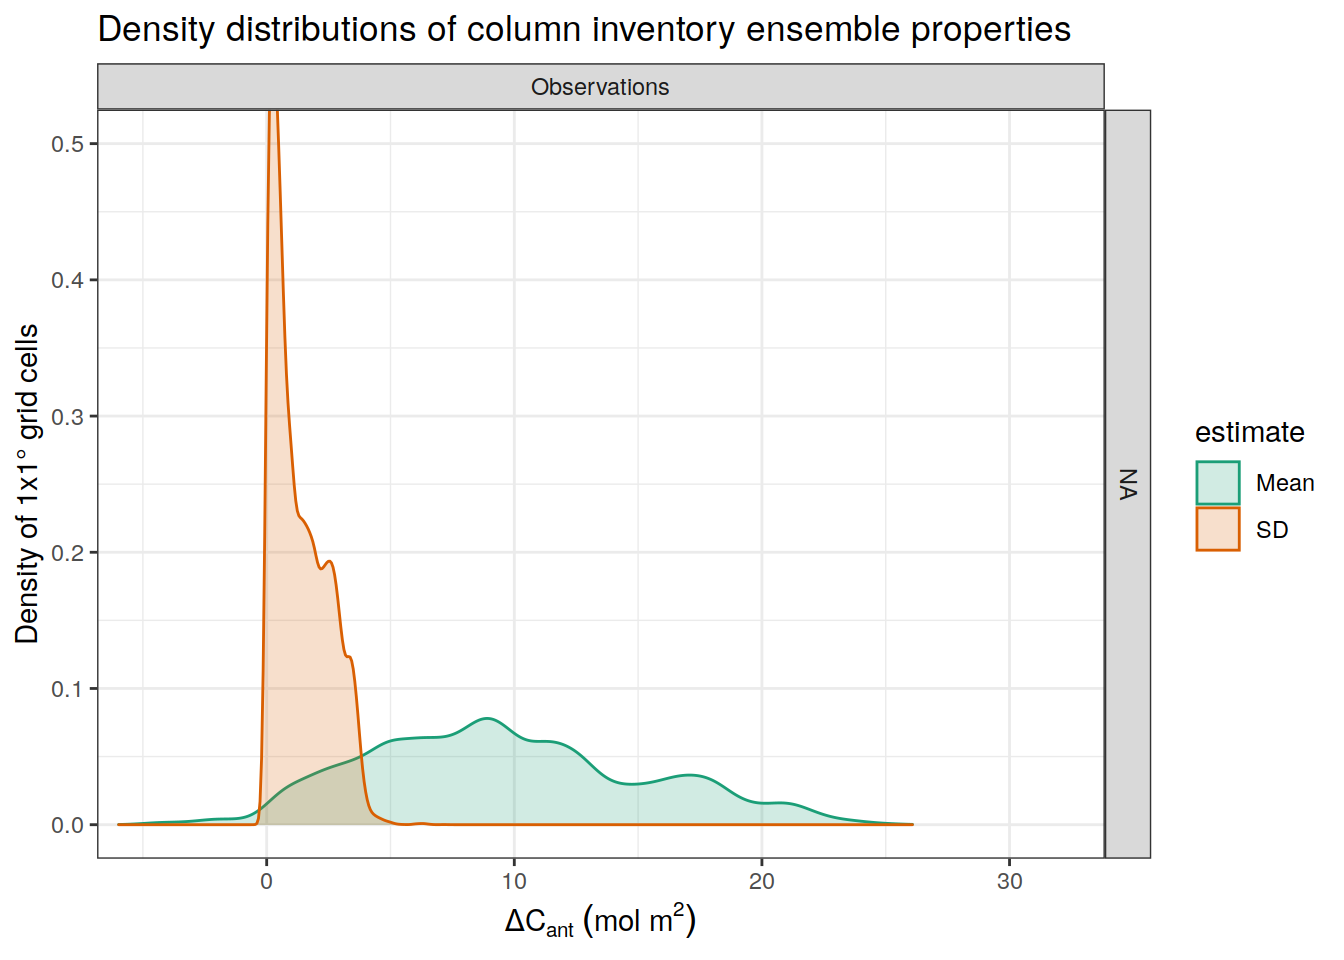 Density distributions of column inventory ensemble properties
Observations
NA
Density of 1x1° grid cells
0.5
0.4
0.3
0.2
0.1
0.0
0 10 20 30
ΔC_ant (mol m²)
estimate
Mean
SD